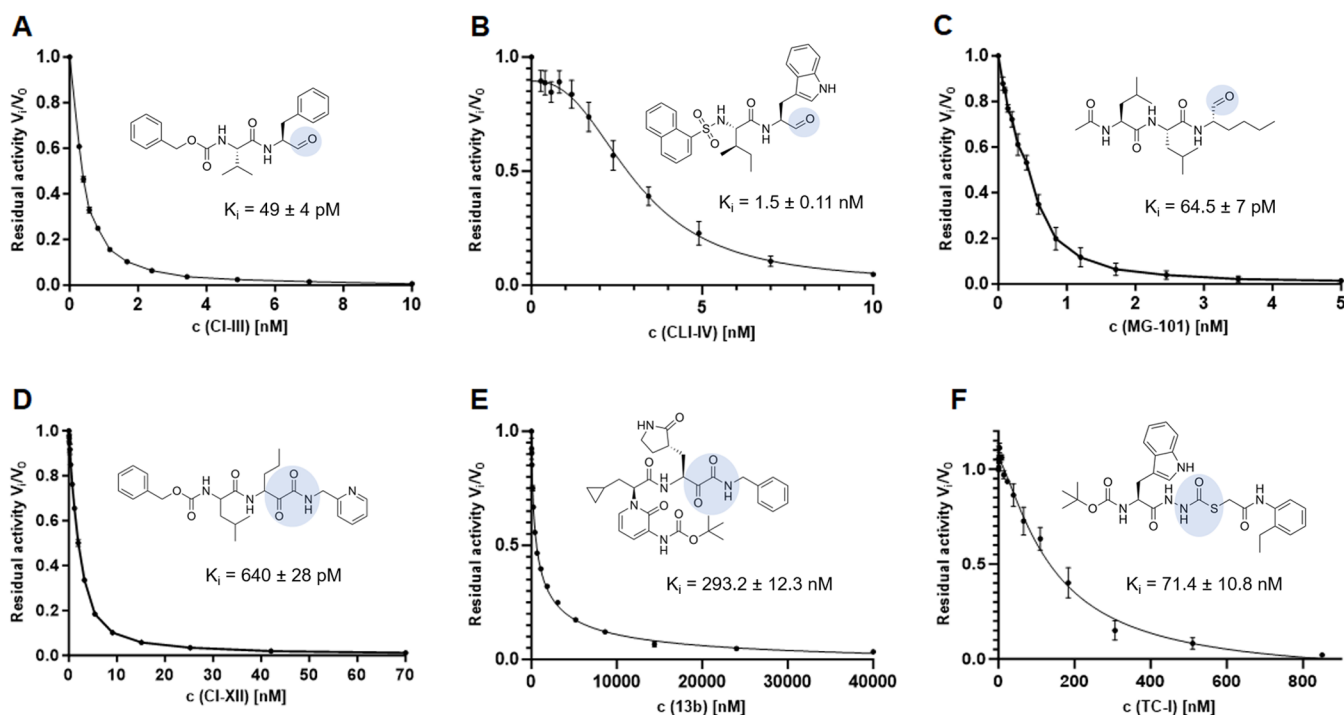 A
Residual activity Vi/V0
1.0
0.8
0.6
0.4
0.2
0.0
0 2 4 6 8 10
c (CI-III) [nM]
O
N
H
O
H
N
O
O
Ki = 49 ± 4 pM
B
Residual activity Vi/V0
1.0
0.5
0.0
0 5 10
c (CLI-IV) [nM]
NH
O
H
N
S
O
O
N
H
O
Ki = 1.5 ± 0.11 nM
C
Residual activity Vi/V0
1.0
0.8
0.6
0.4
0.2
0.0
0 1 2 3 4 5
c (MG-101) [nM]
O
N
H
O
H
N
O
N
H
O
Ki = 64.5 ± 7 pM
D
Residual activity Vi/V0
1.0
0.8
0.6
0.4
0.2
0.0
0 10 20 30 40 50 60 70
c (CI-XII) [nM]
O
O
H
N
O
H
N
O
O
N
H
N
Ki = 640 ± 28 pM
E
Residual activity Vi/V0
1.0
0.5
0.0
0 10000 20000 30000 40000
c (13b) [nM]
HN
O
O
N
H
O
O
N
H
N
O
N
H
O
O
Ki = 293.2 ± 12.3 nM
F
Residual activity Vi/V0
1.0
0.5
0.0
0 200 400 600 800
c (TC-I) [nM]
N
H
O
O
N
H
O
H
N
N
H
O
S
O
H
N
Ki = 71.4 ± 10.8 nM